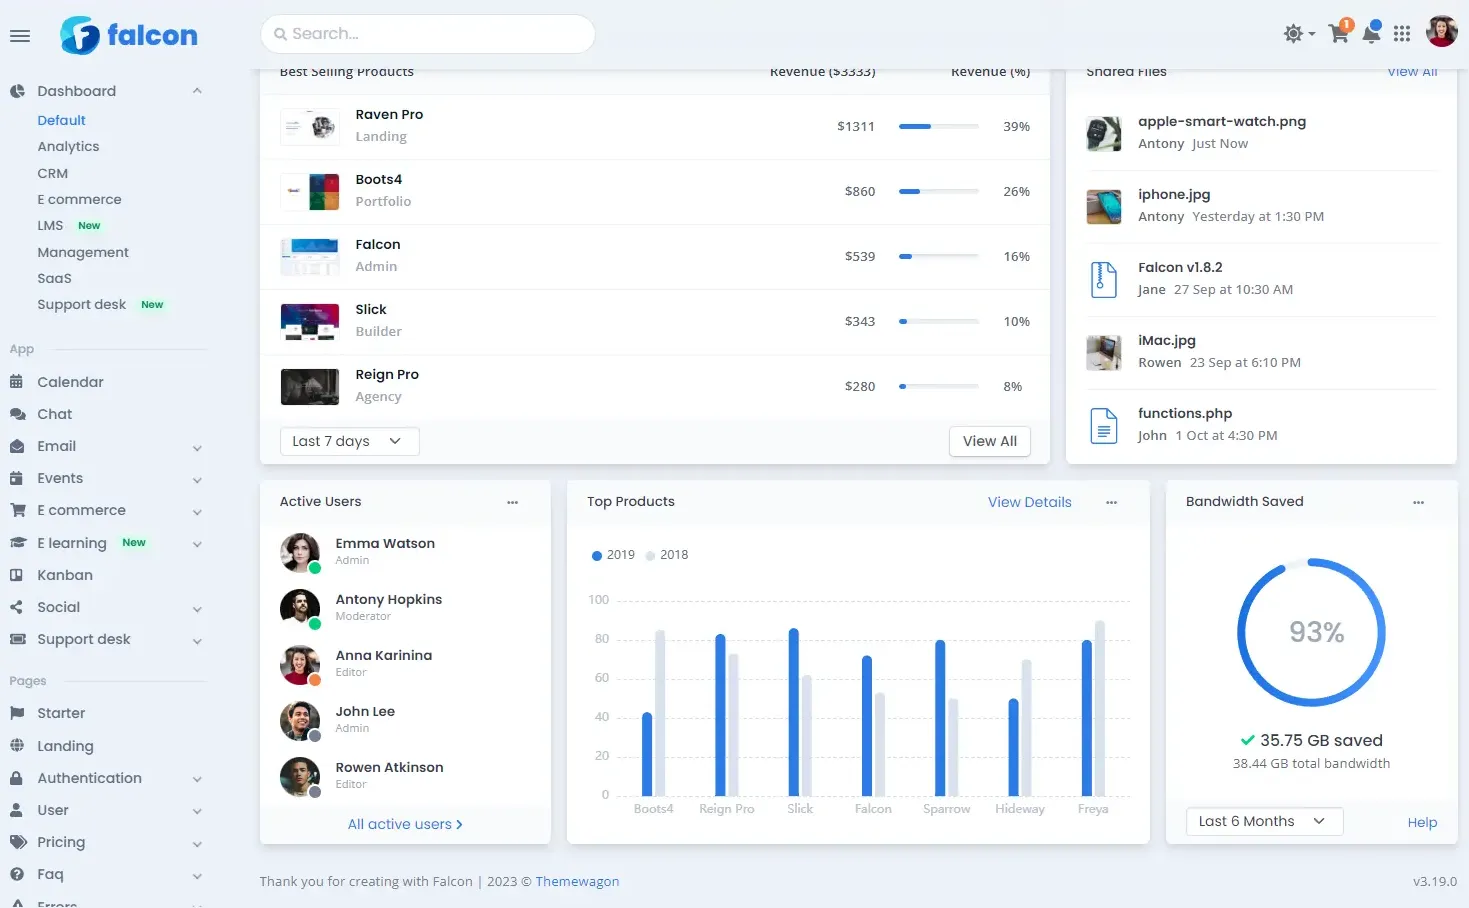 falcon
Search...
1
Dashboard
Default
Analytics
CRM
E commerce
LMS New
Management
SaaS
Support desk New
App
Calendar
Chat
Email
Events
E commerce
E learning New
Kanban
Social
Support desk
Pages
Starter
Landing
Authentication
User
Pricing
Faq
Errors
Best Selling Products Revenue ($3333) Revenue (%)
Raven Pro
Landing
$1311 39%
Boots4
Portfolio
$860 26%
Falcon
Admin
$539 16%
Slick
Builder
$343 10%
Reign Pro
Agency
$280 8%
Last 7 days View All
Shared Files View All
apple-smart-watch.png
Antony Just Now
iphone.jpg
Antony Yesterday at 1:30 PM
Falcon v1.8.2
Jane 27 Sep at 10:30 AM
iMac.jpg
Rowen 23 Sep at 6:10 PM
functions.php
John 1 Oct at 4:30 PM
Active Users
Emma Watson
Admin
Antony Hopkins
Moderator
Anna Karinina
Editor
John Lee
Admin
Rowen Atkinson
Editor
All active users
Top Products View Details
2019 2018
100
80
60
40
20
0
Boots4 Reign Pro Slick Falcon Sparrow Hideway Freya
Bandwidth Saved
93%
35.75 GB saved
38.44 GB total bandwidth
Last 6 Months Help
Thank you for creating with Falcon | 2023 © Themewagon
v3.19.0